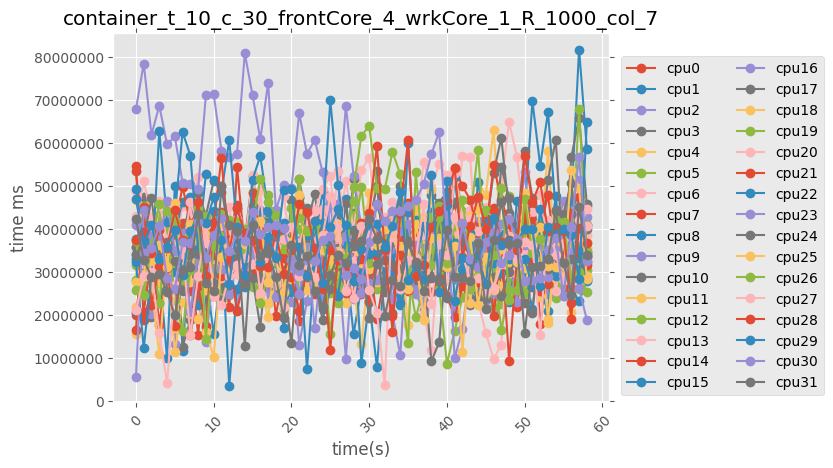 container_t_10_c_30_frontCore_4_wrkCore_1_R_1000_col_7
time ms
80000000
70000000
60000000
50000000
40000000
30000000
20000000
10000000
0
0 10 20 30 40 50 60
time(s)
cpu0
cpu1
cpu2
cpu3
cpu4
cpu5
cpu6
cpu7
cpu8
cpu9
cpu10
cpu11
cpu12
cpu13
cpu14
cpu15
cpu16
cpu17
cpu18
cpu19
cpu20
cpu21
cpu22
cpu23
cpu24
cpu25
cpu26
cpu27
cpu28
cpu29
cpu30
cpu31